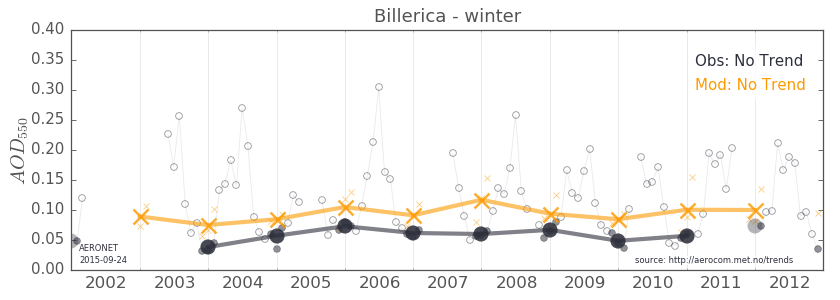 Billerica - winter
0.40
0.35
0.30
0.25
0.20
0.15
0.10
0.05
0.00
AOD550
Obs: No Trend
Mod: No Trend
AERONET
2015-09-24
source: http://aerocom.met.no/trends
2002 2003 2004 2005 2006 2007 2008 2009 2010 2011 2012